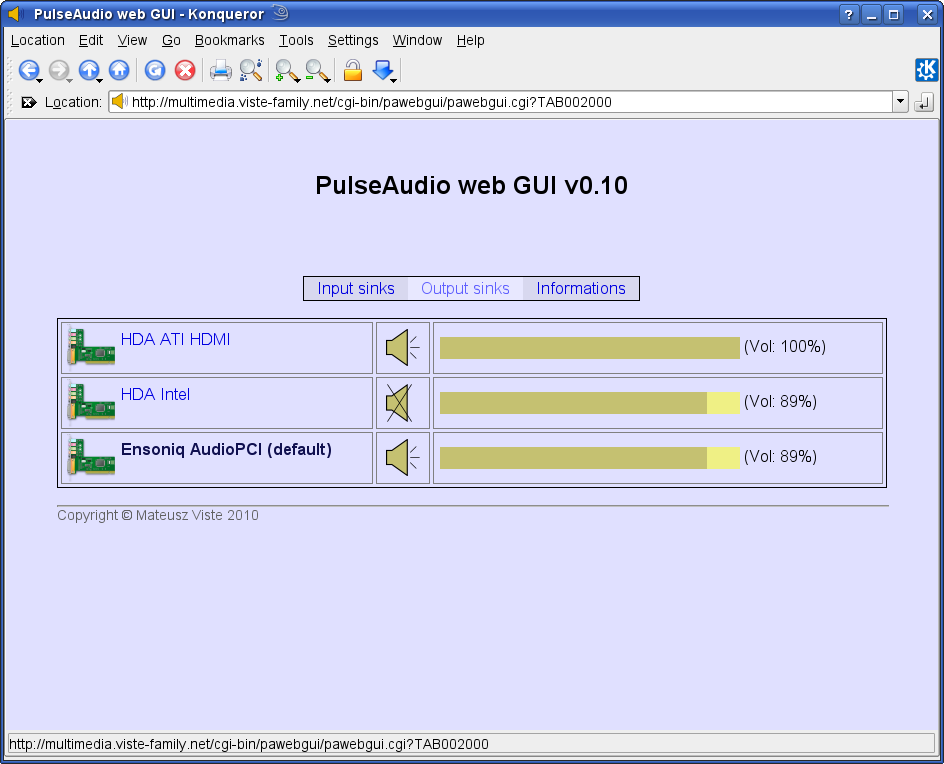 PulseAudio web GUI - Konqueror
Location Edit View Go Bookmarks Tools Settings Window Help
Location: http://multimedia.viste-family.net/cgi-bin/pawebgui/pawebgui.cgi?TAB002000
PulseAudio web GUI v0.10
Input sinks Output sinks Informations
HDA ATI HDMI (Vol: 100%)
HDA Intel (Vol: 89%)
Ensoniq AudioPCI (default) (Vol: 89%)
Copyright © Mateusz Viste 2010
http://multimedia.viste-family.net/cgi-bin/pawebgui/pawebgui.cgi?TAB002000